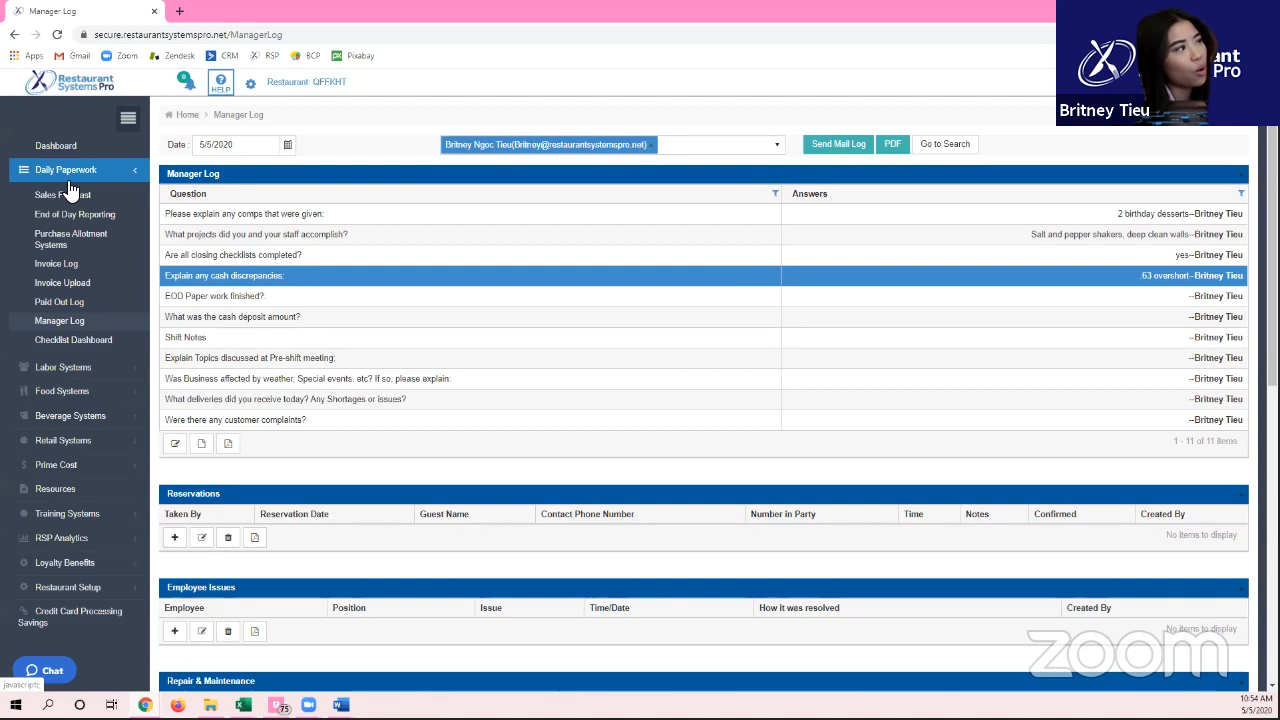 Manager Log
secure.restaurantsystemspro.net/ManagerLog
Apps Gmail Zoom Zendesk CRM RSP BCP Pixabay
Restaurant Systems Pro
0
HELP
Restaurant: QFFKHT
Britney Tieu
Home > Manager Log
Date : 5/5/2020
Britney Ngoc Tieu(Britney@restaurantsystemspro.net)
Send Mail Log PDF Go to Search
Dashboard
Daily Paperwork
End of Day Reporting
Purchase Allotment
Systems
Invoice Log
Invoice Upload
Paid Out Log
Manager Log
Checklist Dashboard
Labor Systems
Food Systems
Beverage Systems
Retail Systems
Prime Cost
Resources
Training Systems
RSP Analytics
Loyalty Benefits
Restaurant Setup
Credit Card Processing
Savings
Chat
Manager Log
Question Answers
Please explain any comps that were given: 2 birthday desserts--Britney Tieu
What projects did you and your staff accomplish? Salt and pepper shakers, deep clean walls--Britney Tieu
Are all closing checklists completed? yes--Britney Tieu
Explain any cash discrepancies: .63 overshort--Britney Tieu
EOD Paper work finished?: --Britney Tieu
What was the cash deposit amount? --Britney Tieu
Shift Notes --Britney Tieu
Explain Topics discussed at Pre-shift meeting: --Britney Tieu
Was Business affected by weather, Special events, etc? If so, please explain: --Britney Tieu
What deliveries did you receive today? Any Shortages or issues? --Britney Tieu
Were there any customer complaints? --Britney Tieu
1 - 11 of 11 items
Reservations
Taken By Reservation Date Guest Name Contact Phone Number Number in Party Time Notes Confirmed Created By
No items to display
Employee Issues
Employee Position Issue Time/Date How it was resolved Created By
No items to display
zoom
Repair & Maintenance
javascript:;
75
10:54 AM
5/5/2020